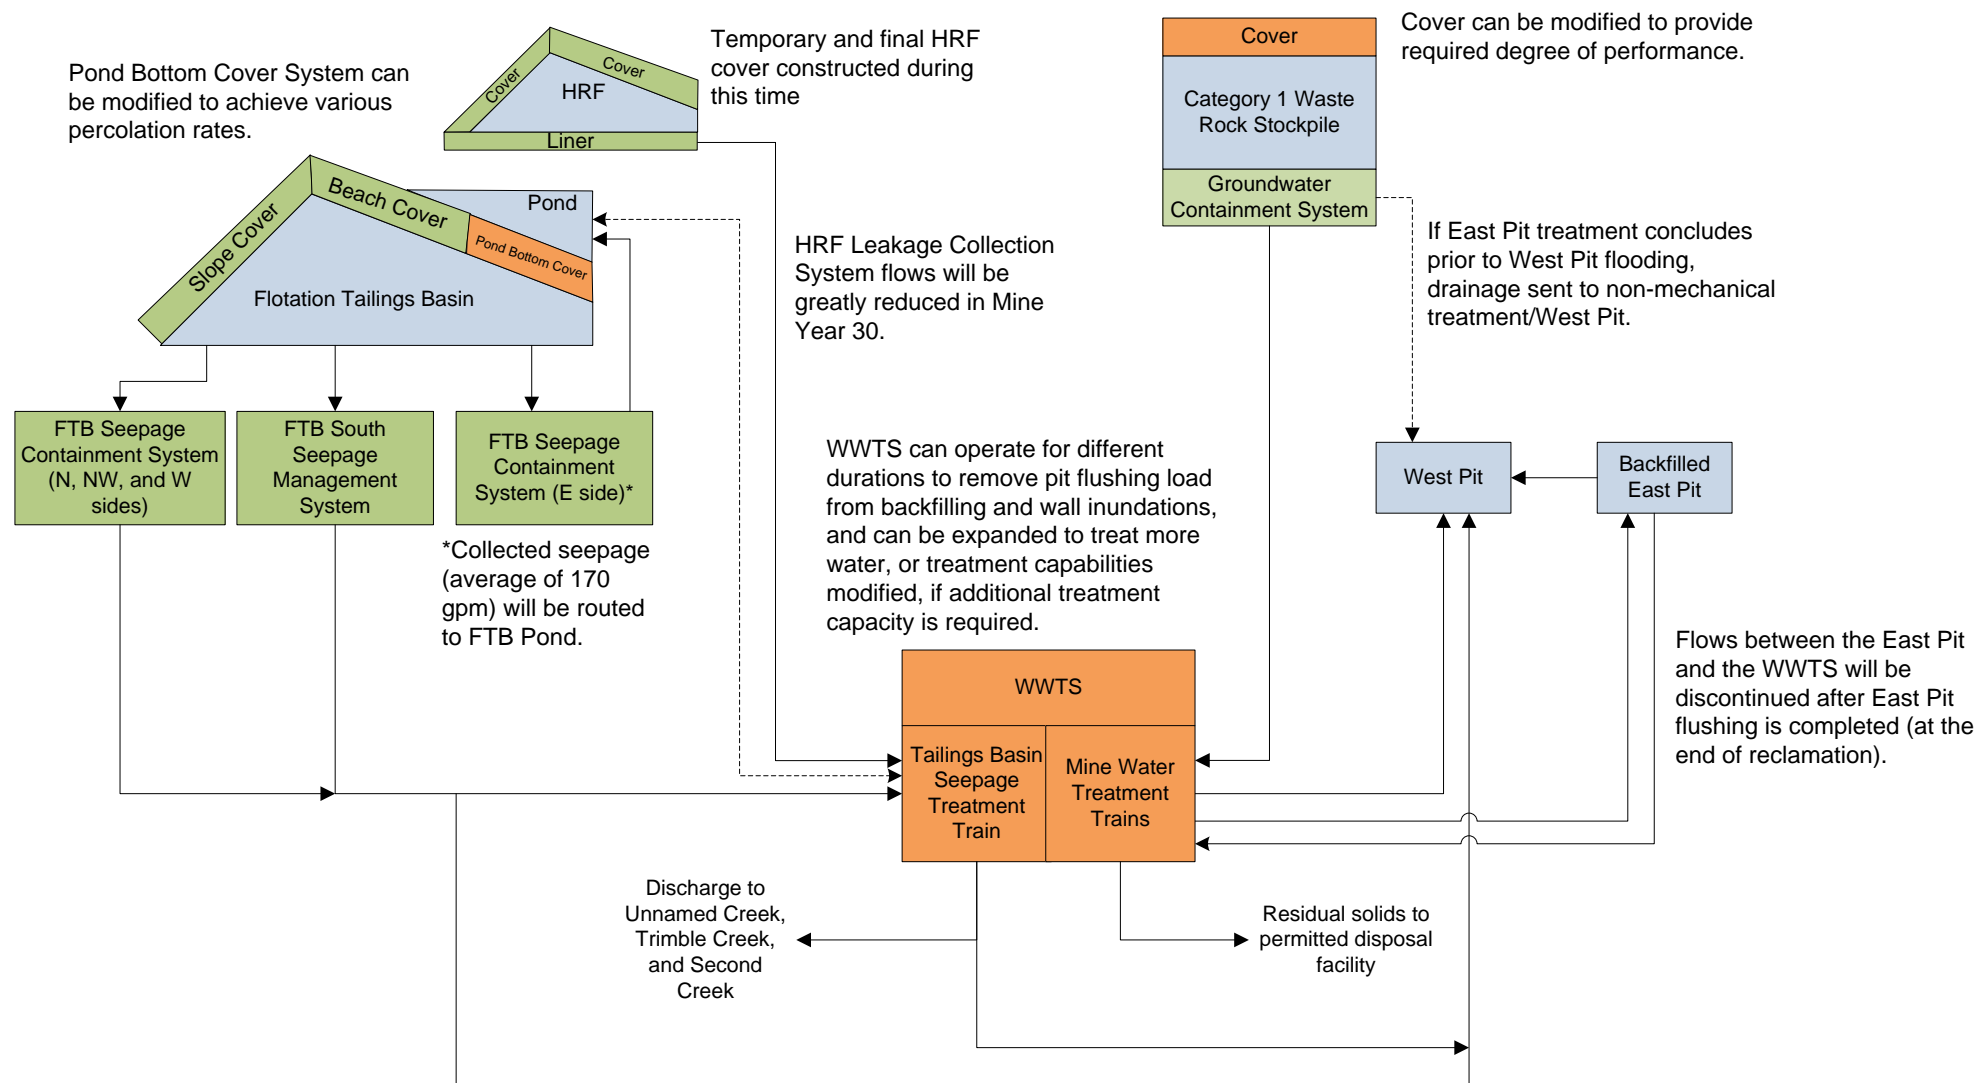 Pond Bottom Cover System can
be modified to achieve various
percolation rates.
Cover
Cover
HRF
Liner
Temporary and final HRF
cover constructed during
this time
Cover
Category 1 Waste
Rock Stockpile
Groundwater
Containment System
Cover can be modified to provide
required degree of performance.
Slope Cover
Beach Cover
Pond
Pond Bottom Cover
Flotation Tailings Basin
HRF Leakage Collection
System flows will be
greatly reduced in Mine
Year 30.
If East Pit treatment concludes
prior to West Pit flooding,
drainage sent to non-mechanical
treatment/West Pit.
FTB Seepage
Containment System
(N, NW, and W
sides)
FTB South
Seepage
Management
System
FTB Seepage
Containment
System (E side)*
*Collected seepage
(average of 170
gpm) will be routed
to FTB Pond.
WWTS can operate for different
durations to remove pit flushing load
from backfilling and wall inundations,
and can be expanded to treat more
water, or treatment capabilities
modified, if additional treatment
capacity is required.
West Pit
Backfilled
East Pit
Flows between the East Pit
and the WWTS will be
discontinued after East Pit
flushing is completed (at the
end of reclamation).
WWTS
Tailings Basin
Seepage
Treatment
Train
Mine Water
Treatment
Trains
Discharge to
Unnamed Creek,
Trimble Creek,
and Second
Creek
Residual solids to
permitted disposal
facility